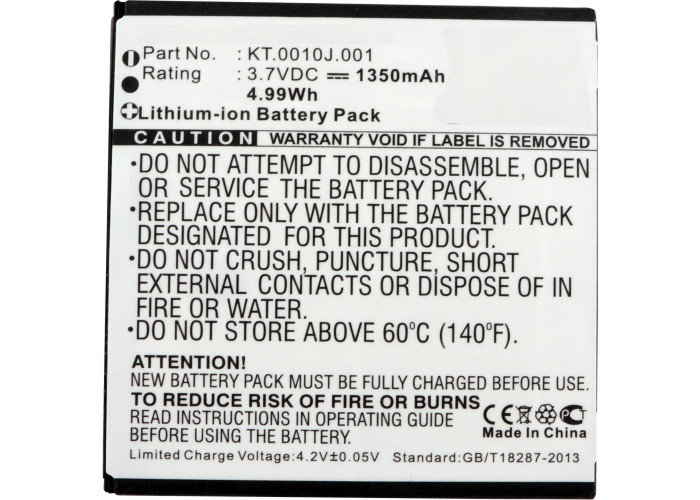 Part No. : KT.0010J.001
Rating : 3.7VDC ⎓ 1350mAh
4.99Wh
Lithium-ion Battery Pack
CAUTION WARRANTY VOID IF LABEL IS REMOVED
•DO NOT ATTEMPT TO DISASSEMBLE, OPEN
OR SERVICE THE BATTERY PACK.
•REPLACE ONLY WITH THE BATTERY PACK
DESIGNATED FOR THIS PRODUCT.
•DO NOT CRUSH, PUNCTURE, SHORT
EXTERNAL CONTACTS OR DISPOSE OF IN
FIRE OR WATER.
•DO NOT STORE ABOVE 60°C (140°F).
ATTENTION!
NEW BATTERY PACK MUST BE FULLY CHARGED BEFORE USE.
TO REDUCE RISK OF FIRE OR BURNS
READ INSTRUCTIONS IN OPERATING GUIDE
BEFORE USING BATTERY.
CE
Made In China
Limited Charge Voltage:4.2V±0.05V Standard:GB/T18287-2013